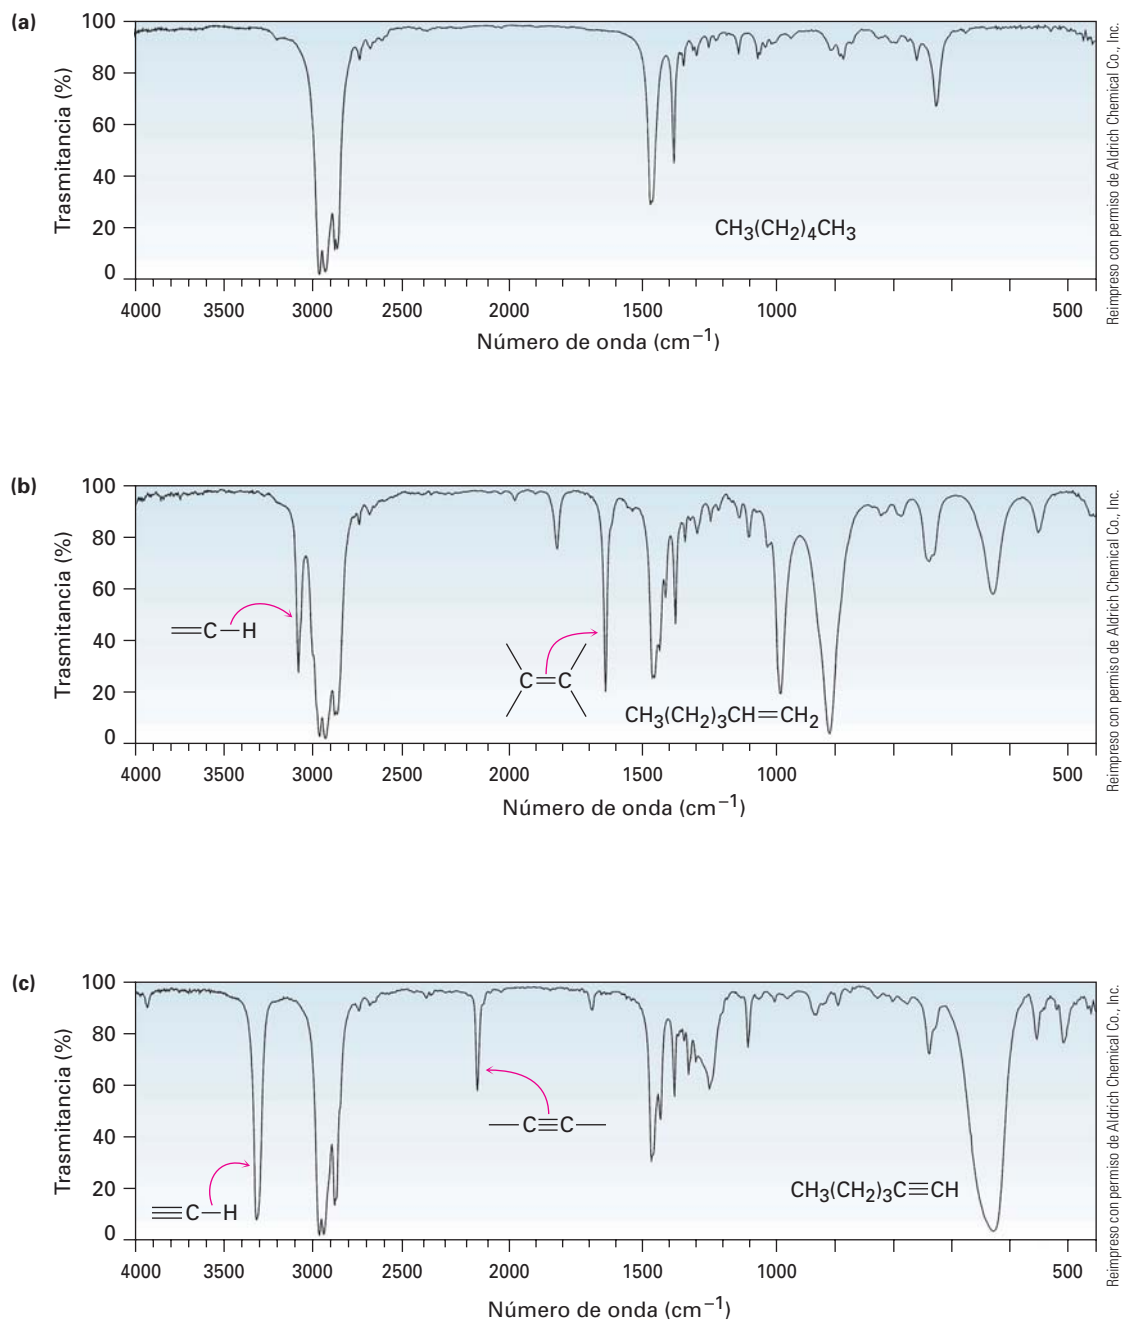 (a)
Trasmitancia (%)
100
80
60
40
20
0
CH3(CH2)4CH3
4000 3500 3000 2500 2000 1500 1000 500
Número de onda (cm−1)
Reimpreso con permiso de Aldrich Chemical Co., Inc.
(b)
Trasmitancia (%)
100
80
60
40
20
0
=C—H
C=C
CH3(CH2)3CH=CH2
4000 3500 3000 2500 2000 1500 1000 500
Número de onda (cm−1)
Reimpreso con permiso de Aldrich Chemical Co., Inc.
(c)
Trasmitancia (%)
100
80
60
40
20
0
≡C—H
—C≡C—
CH3(CH2)3C≡CH
4000 3500 3000 2500 2000 1500 1000 500
Número de onda (cm−1)
Reimpreso con permiso de Aldrich Chemical Co., Inc.